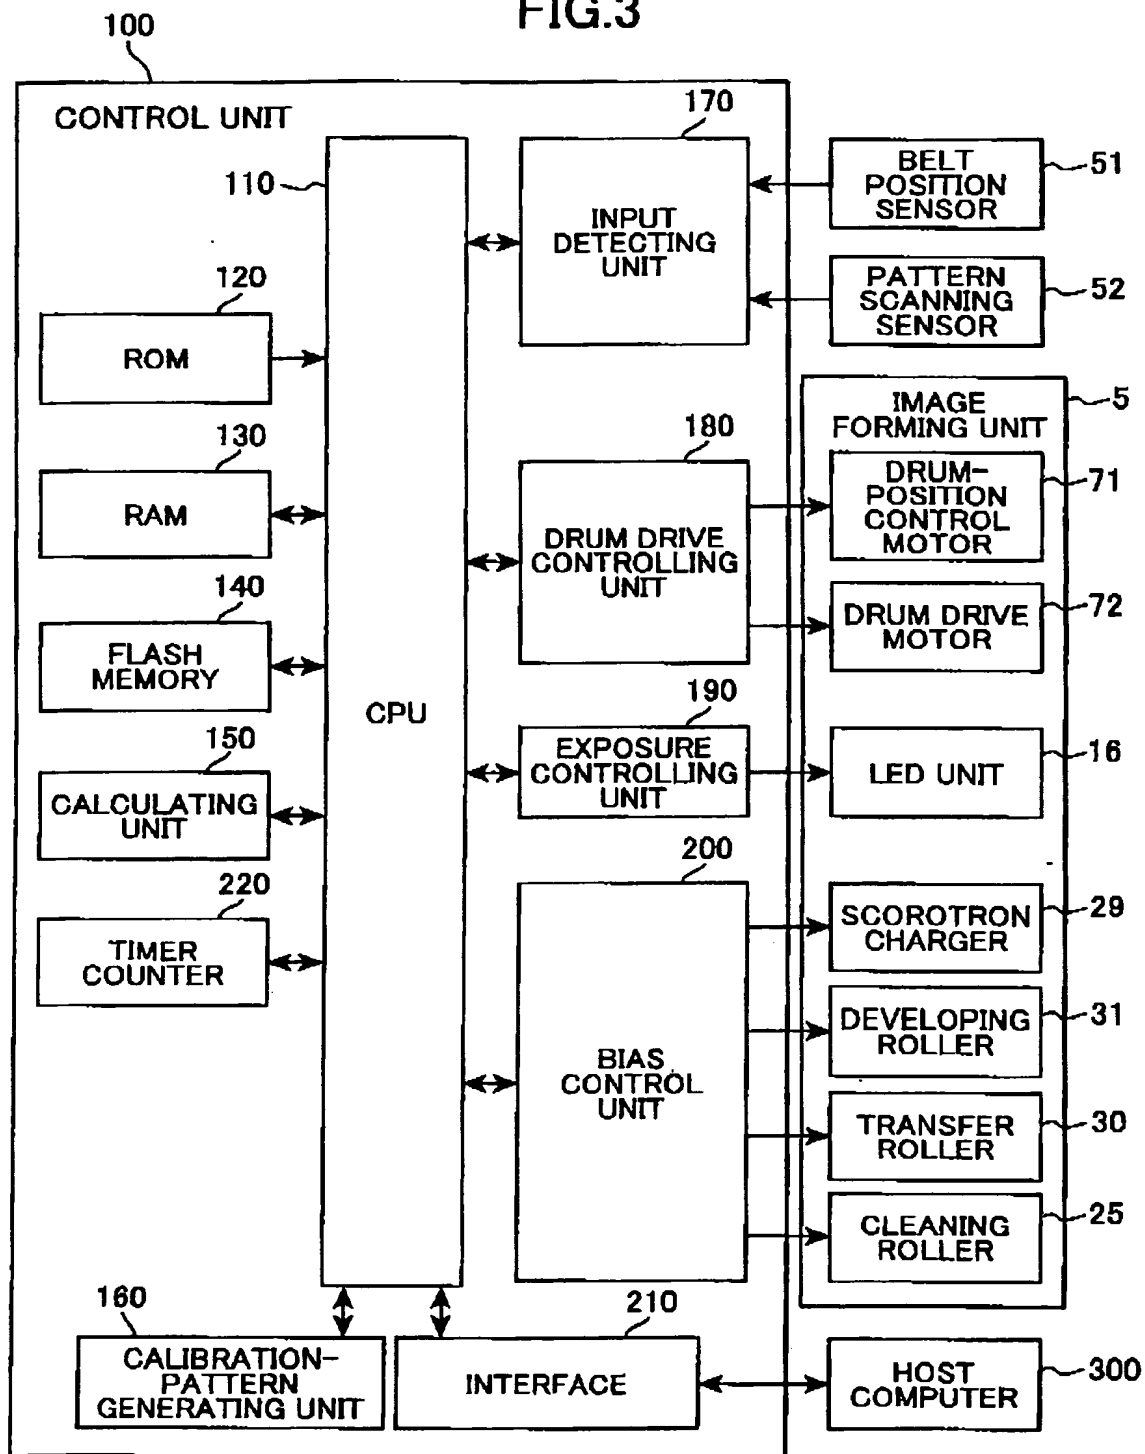 FIG.3
100
CONTROL UNIT
110
CPU
120
ROM
130
RAM
140
FLASH
MEMORY
150
CALCULATING
UNIT
220
TIMER
COUNTER
170
INPUT
DETECTING
UNIT
180
DRUM DRIVE
CONTROLLING
UNIT
190
EXPOSURE
CONTROLLING
UNIT
200
BIAS
CONTROL
UNIT
160
CALIBRATION-
PATTERN
GENERATING UNIT
210
INTERFACE
BELT
POSITION
SENSOR
51
PATTERN
SCANNING
SENSOR
52
IMAGE
FORMING UNIT
5
DRUM-
POSITION
CONTROL
MOTOR
71
DRUM DRIVE
MOTOR
72
LED UNIT
16
SCOROTRON
CHARGER
29
DEVELOPING
ROLLER
31
TRANSFER
ROLLER
30
CLEANING
ROLLER
25
HOST
COMPUTER
300